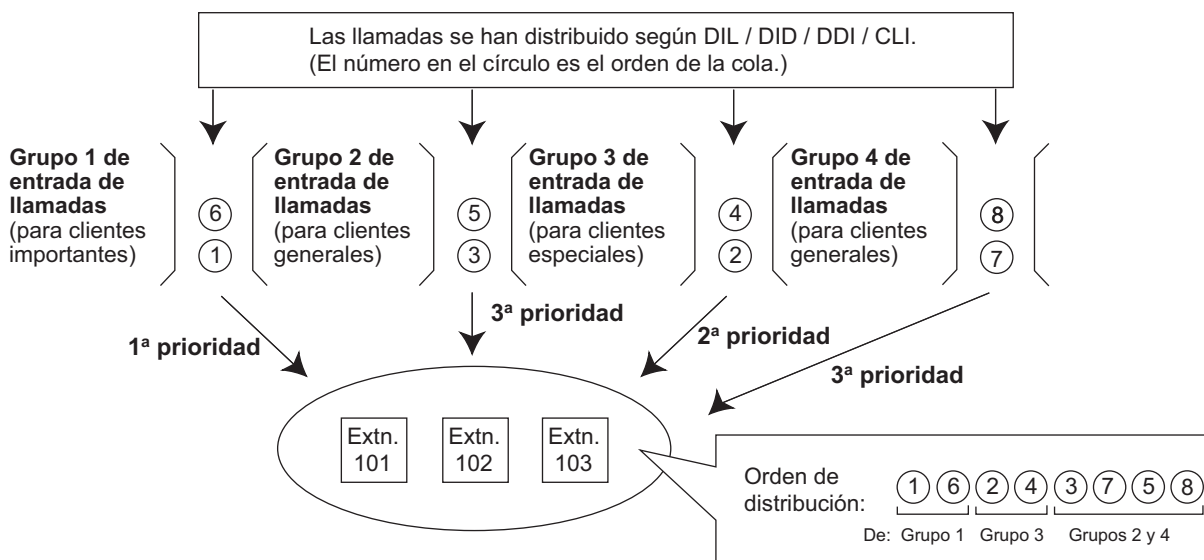 Las llamadas se han distribuido según DIL / DID / DDI / CLI.
(El número en el círculo es el orden de la cola.)
Grupo 1 de
entrada de
llamadas
(para clientes
importantes)
6
1
Grupo 2 de
entrada de
llamadas
(para clientes
generales)
5
3
Grupo 3 de
entrada de
llamadas
(para clientes
especiales)
4
2
Grupo 4 de
entrada de
llamadas
(para clientes
generales)
8
7
1ª prioridad
3ª prioridad
2ª prioridad
3ª prioridad
Extn.
101
Extn.
102
Extn.
103
Orden de
distribución:
1 6 2 4 3 7 5 8
De: Grupo 1 Grupo 3 Grupos 2 y 4